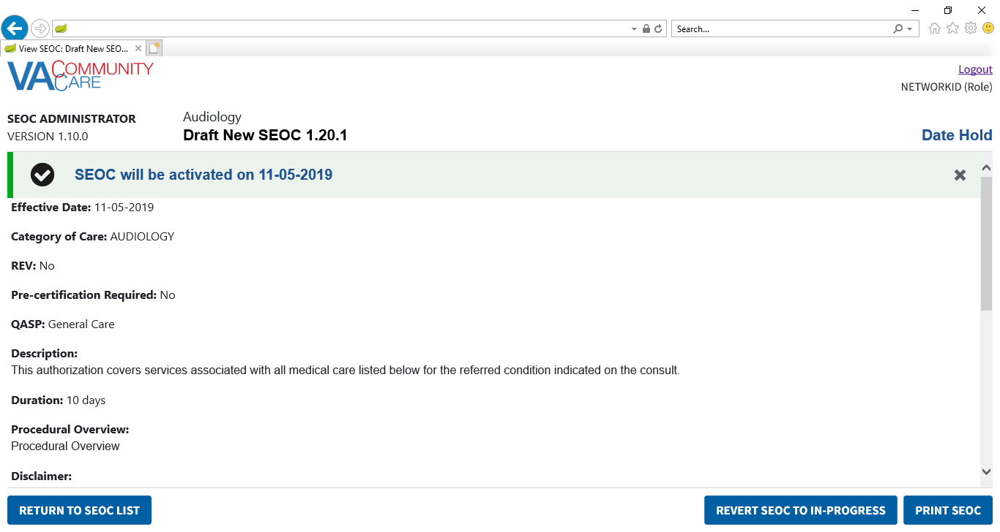 Search...
View SEOC: Draft New SEO...
VA COMMUNITY CARE
Logout
NETWORKID (Role)
SEOC ADMINISTRATOR
VERSION 1.10.0
Audiology
Draft New SEOC 1.20.1
Date Hold
SEOC will be activated on 11-05-2019
Effective Date: 11-05-2019
Category of Care: AUDIOLOGY
REV: No
Pre-certification Required: No
QASP: General Care
Description:
This authorization covers services associated with all medical care listed below for the referred condition indicated on the consult.
Duration: 10 days
Procedural Overview:
Procedural Overview
Disclaimer:
RETURN TO SEOC LIST
REVERT SEOC TO IN-PROGRESS
PRINT SEOC